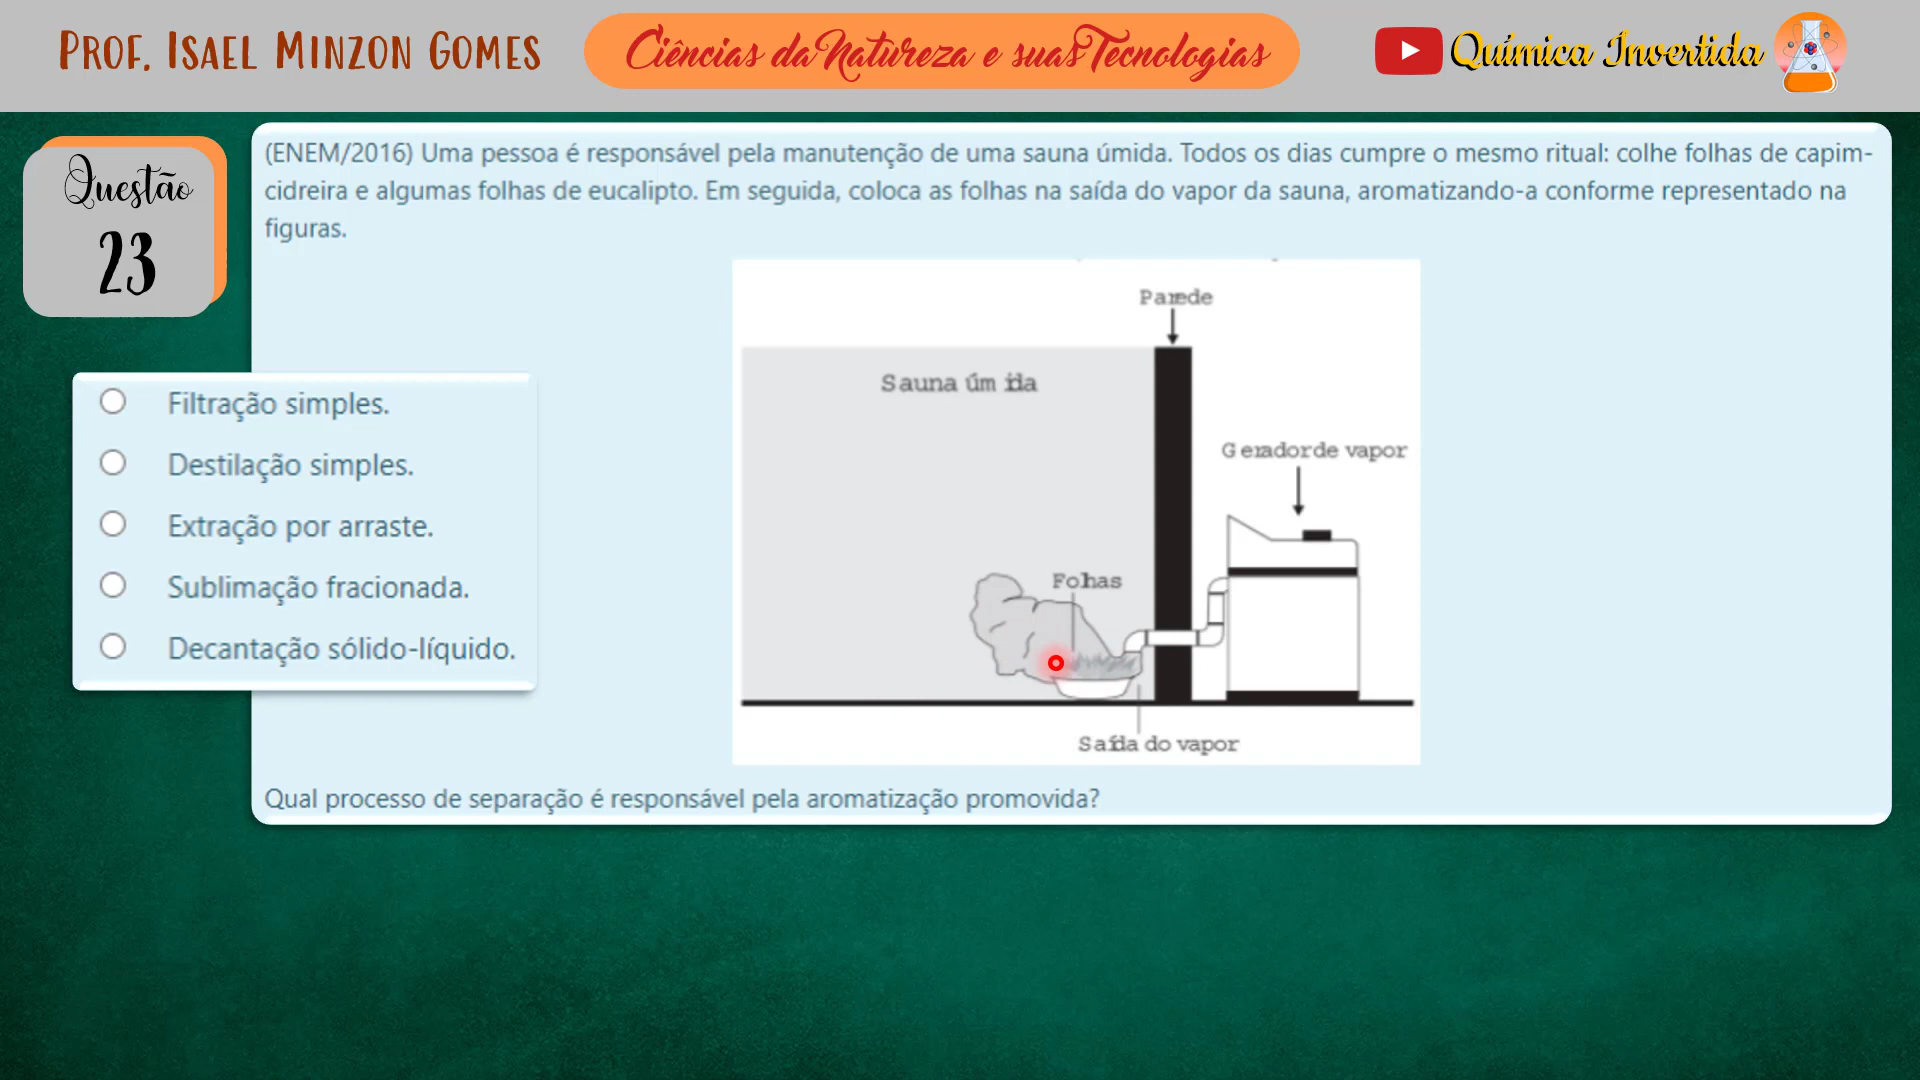 PROF. ISAEL MINZON GOMES
Ciências da Natureza e suas Tecnologias
Química Invertida
Questão
23
(ENEM/2016) Uma pessoa é responsável pela manutenção de uma sauna úmida. Todos os dias cumpre o mesmo ritual: colhe folhas de capim-
cidreira e algumas folhas de eucalipto. Em seguida, coloca as folhas na saída do vapor da sauna, aromatizando-a conforme representado na
figuras.
Parede
Sauna úmida
Gerador de vapor
Folhas
Saída do vapor
Filtração simples.
Destilação simples.
Extração por arraste.
Sublimação fracionada.
Decantação sólido-líquido.
Qual processo de separação é responsável pela aromatização promovida?